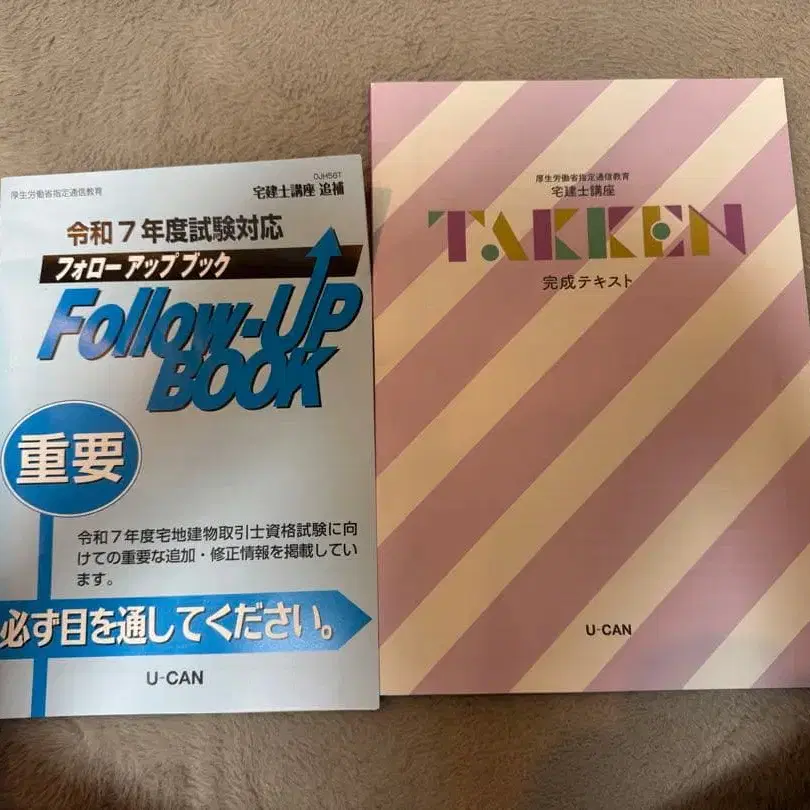 厚生労働省指定通信教育
DJH56T
宅建士講座 追補
令和7年度試験対応
フォローアップブック
Follow-UP
BOOK
重要
令和7年度宅地建物取引士資格試験に向
けての重要な追加・修正情報を掲載してい
ます。
必ず目を通してください。
U-CAN
厚生労働省指定通信教育
宅建士講座
TAKKEN
完成テキスト
U-CAN